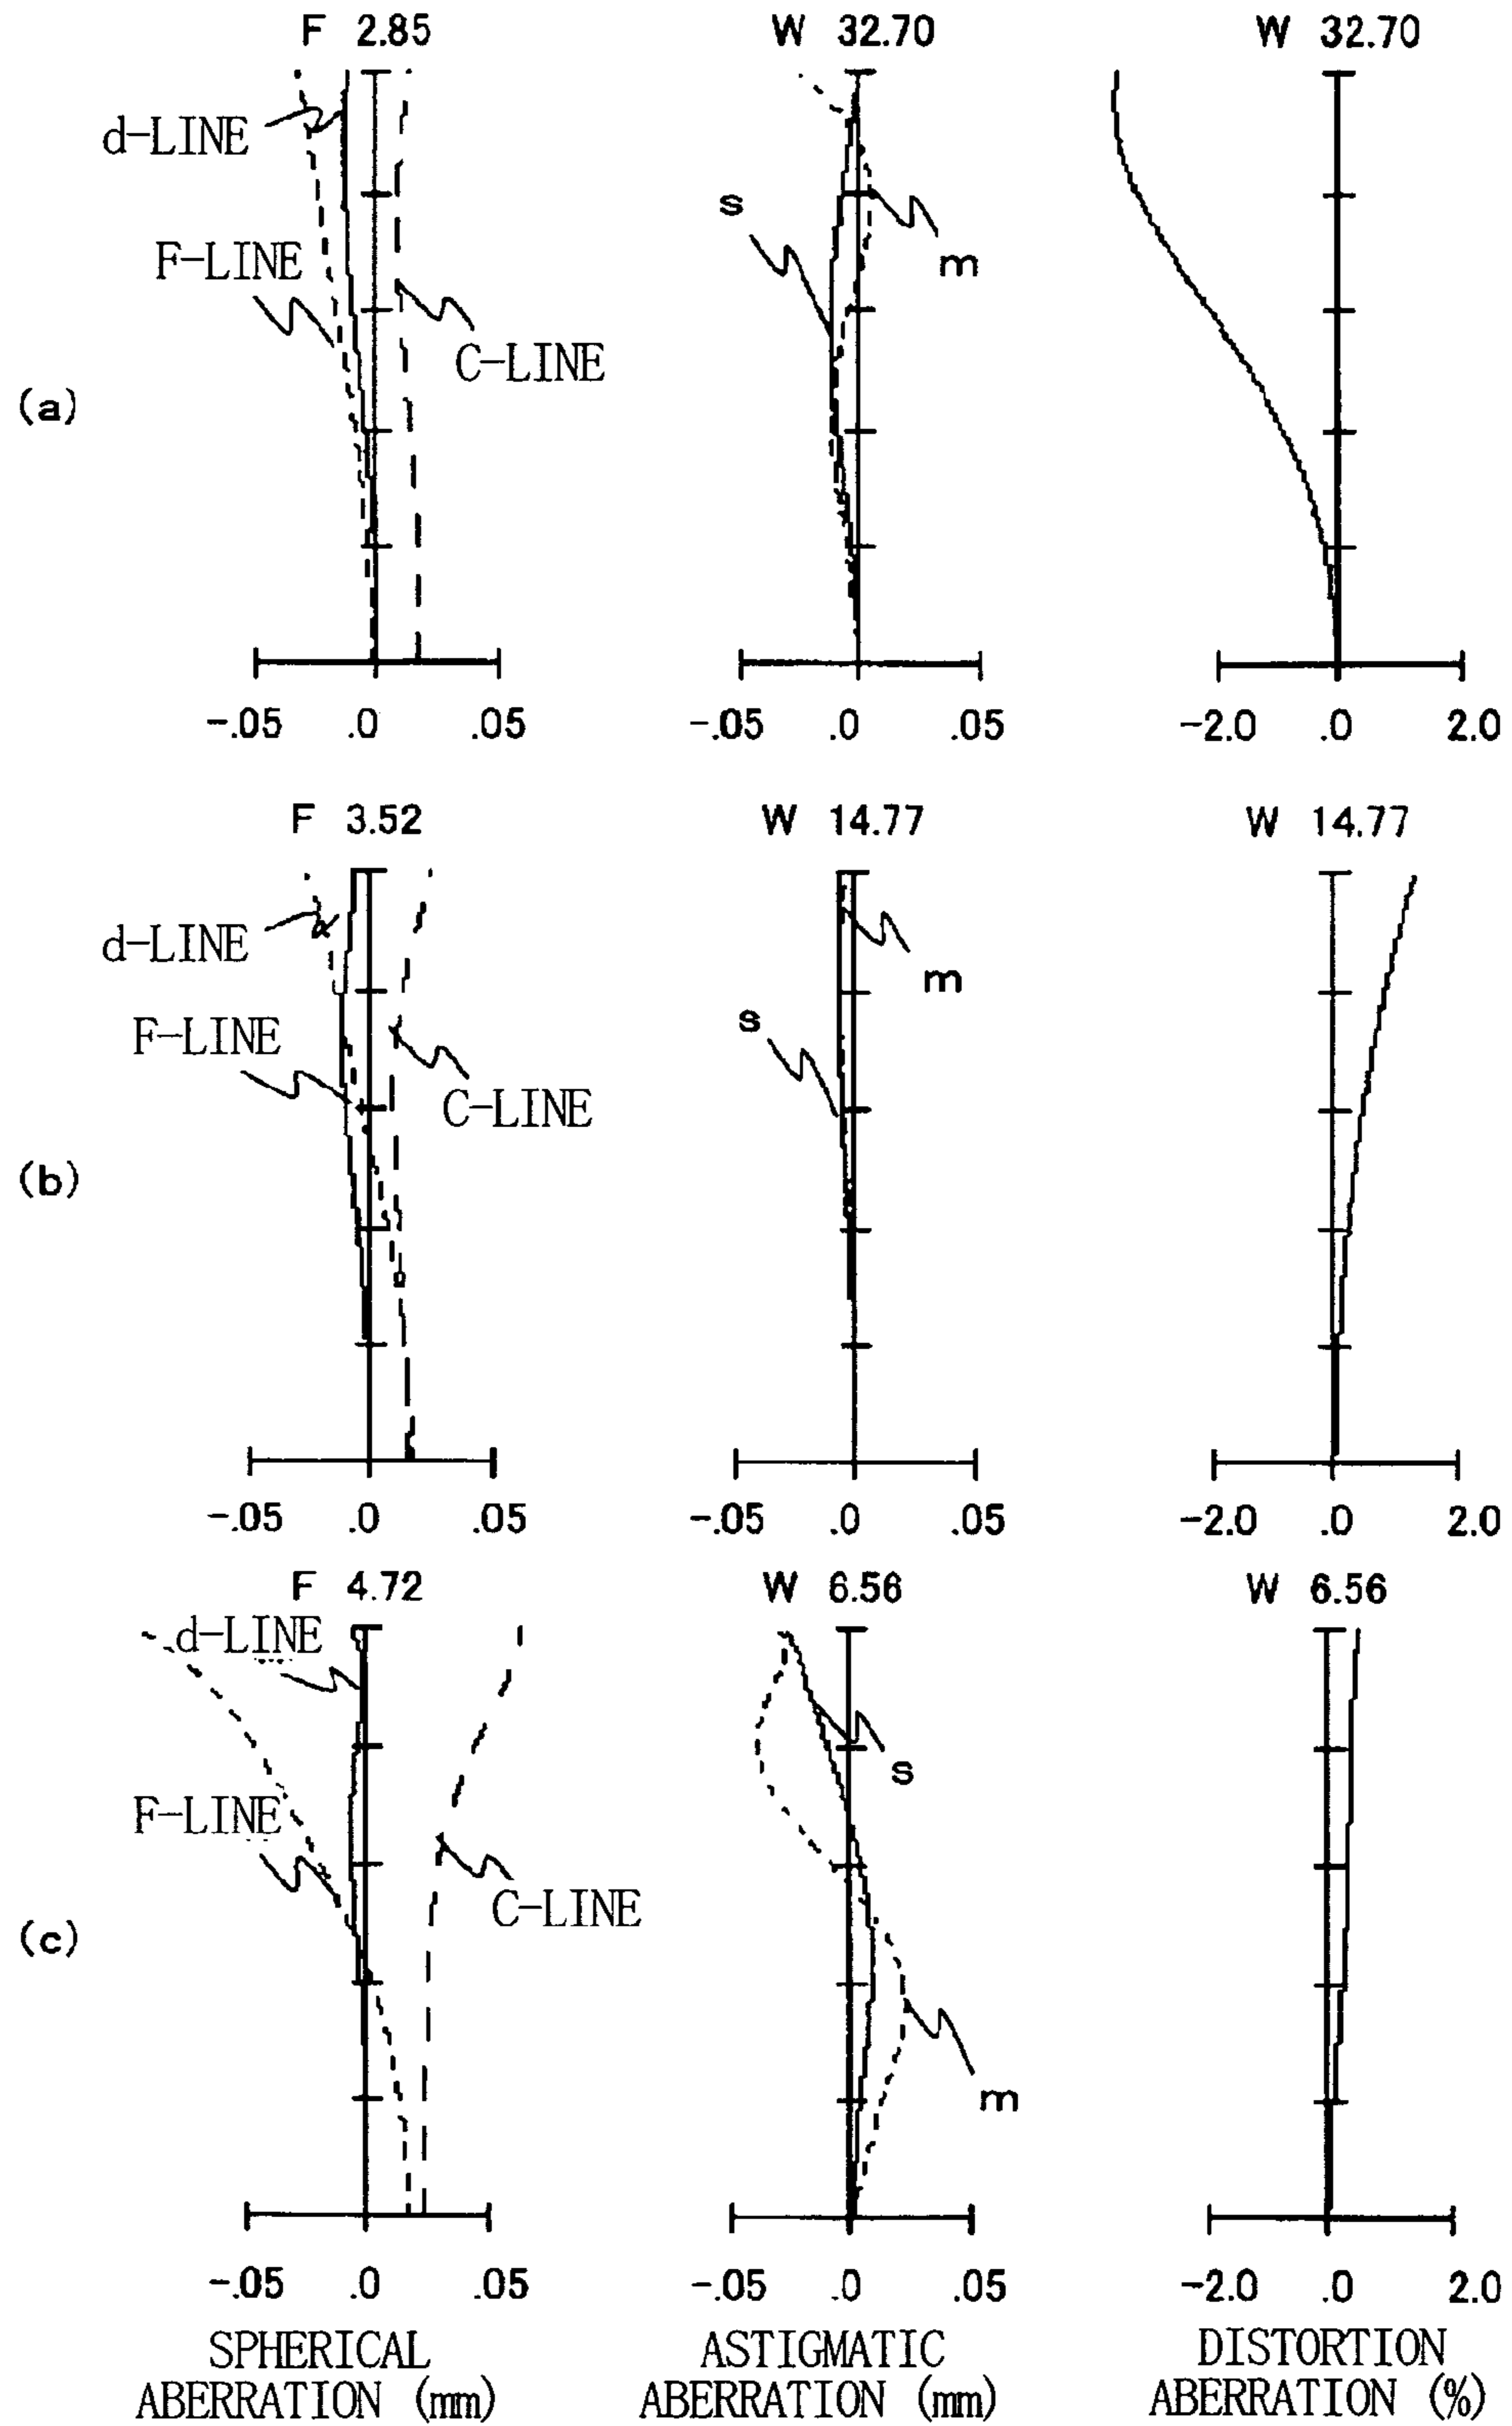 F 2.85 W 32.70 W 32.70
d-LINE
s
F-LINE
m
C-LINE
(a)
-.05 .0 .05 -.05 .0 .05 -2.0 .0 2.0
F 3.52 W 14.77 W 14.77
d-LINE
m
s
F-LINE
C-LINE
(b)
-.05 .0 .05 -.05 .0 .05 -2.0 .0 2.0
F 4.72 W 6.56 W 6.56
d-LINE
s
F-LINE
C-LINE
(c)
m
-.05 .0 .05 -.05 .0 .05 -2.0 .0 2.0
SPHERICAL ASTIGMATIC DISTORTION
ABERRATION (mm) ABERRATION (mm) ABERRATION (%)